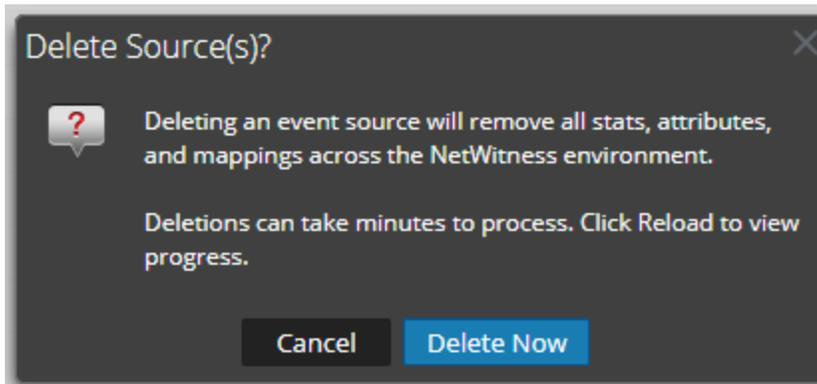 Delete Source(s)?
?
Deleting an event source will remove all stats, attributes,
and mappings across the NetWitness environment.
Deletions can take minutes to process. Click Reload to view
progress.
Cancel Delete Now